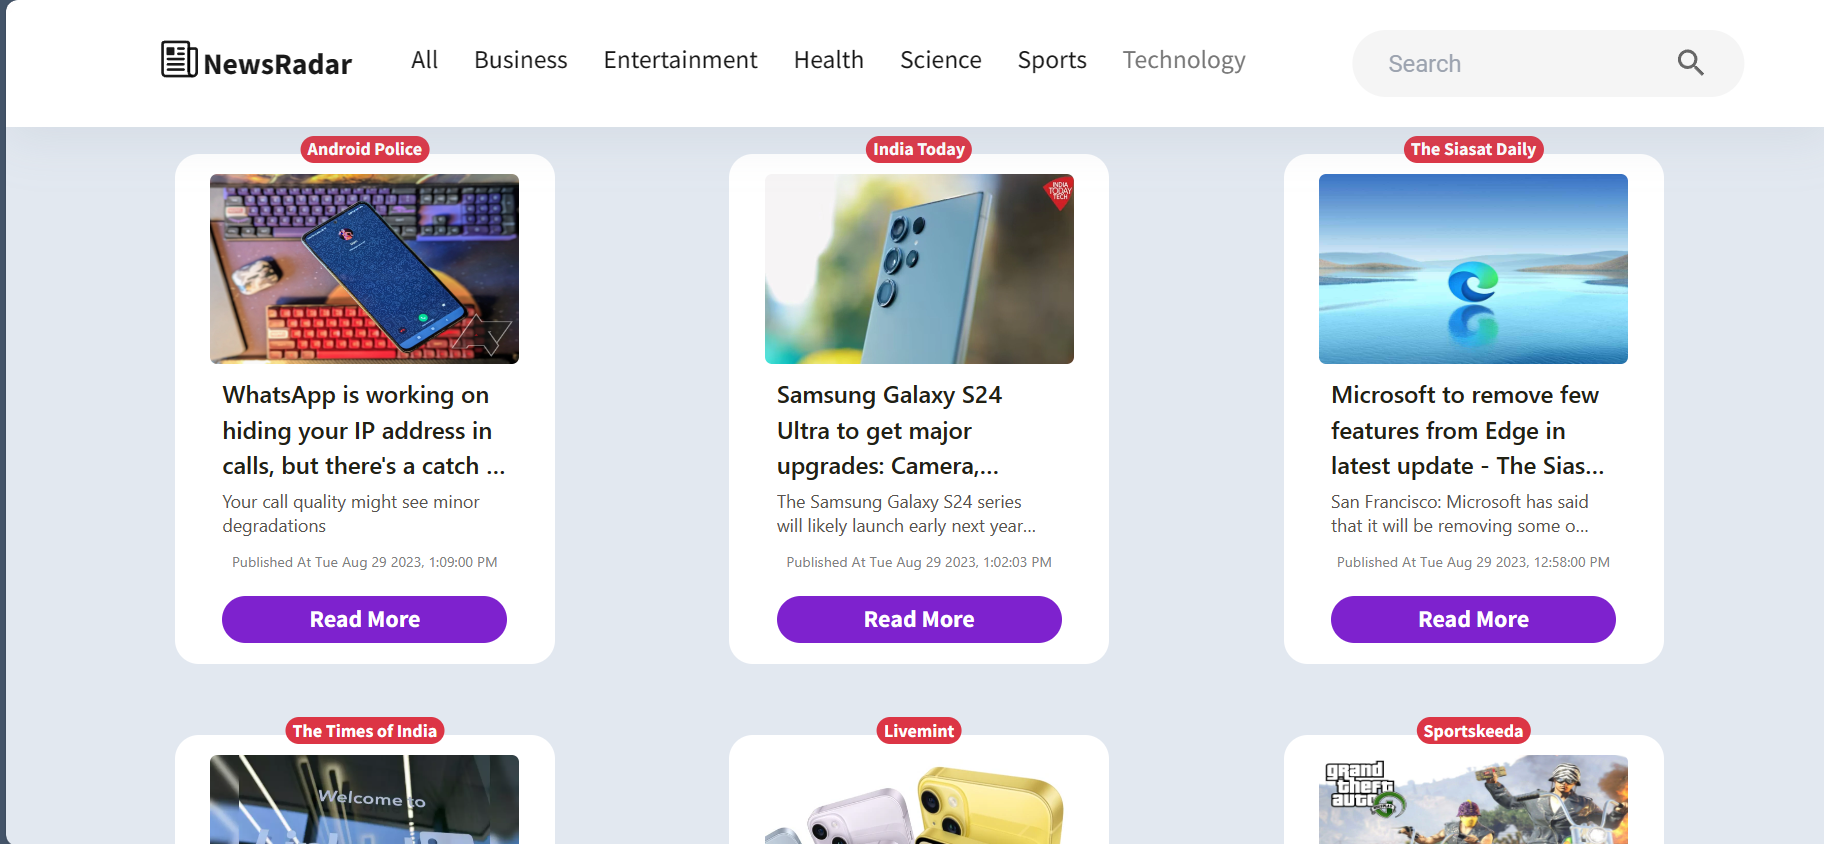 NewsRadar
All Business Entertainment Health Science Sports Technology
Search
Android Police
India Today
The Siasat Daily
INDIA
TODAY
TECH
WhatsApp is working on
hiding your IP address in
calls, but there's a catch ...
Your call quality might see minor
degradations
Published At Tue Aug 29 2023, 1:09:00 PM
Read More
Samsung Galaxy S24
Ultra to get major
upgrades: Camera,...
The Samsung Galaxy S24 series
will likely launch early next year...
Published At Tue Aug 29 2023, 1:02:03 PM
Read More
Microsoft to remove few
features from Edge in
latest update - The Sias...
San Francisco: Microsoft has said
that it will be removing some o...
Published At Tue Aug 29 2023, 12:58:00 PM
Read More
The Times of India
Welcome to
Livemint
Sportskeeda
grand
theft
auto